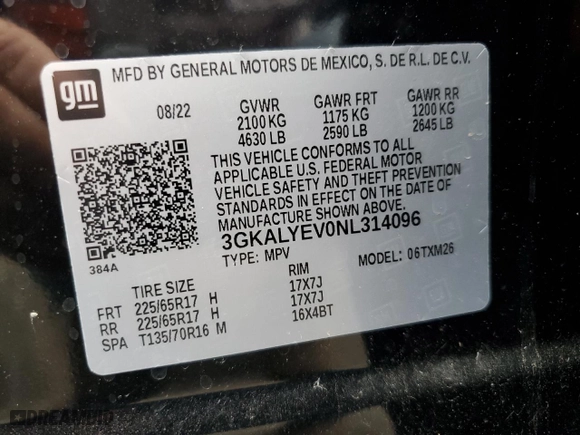 gm
MFD BY GENERAL MOTORS DE MEXICO, S. DE R.L. DE C.V.
08/22 GVWR GAWR FRT GAWR RR
2100 KG 1175 KG 1200 KG
4630 LB 2590 LB 2645 LB
THIS VEHICLE CONFORMS TO ALL
APPLICABLE U.S. FEDERAL MOTOR
VEHICLE SAFETY AND THEFT PREVENTION
STANDARDS IN EFFECT ON THE DATE OF
MANUFACTURE SHOWN ABOVE.
3GKALYEV0NL314096
384A
TYPE: MPV MODEL: 06TXM26
TIRE SIZE RIM
FRT 225/65R17 H 17X7J
RR 225/65R17 H 17X7J
SPA T135/70R16 M 16X4BT
DREAMBID